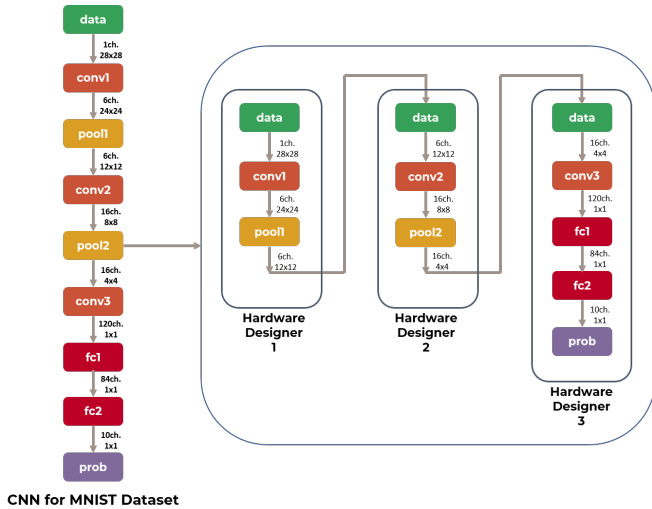 data
1ch.
28x28
conv1
6ch.
24x24
pool1
6ch.
12x12
conv2
16ch.
8x8
pool2
16ch.
4x4
conv3
120ch.
1x1
fc1
84ch.
1x1
fc2
10ch.
1x1
prob
CNN for MNIST Dataset
data
1ch.
28x28
conv1
6ch.
24x24
pool1
6ch.
12x12
Hardware
Designer
1
data
6ch.
12x12
conv2
16ch.
8x8
pool2
16ch.
4x4
Hardware
Designer
2
data
16ch.
4x4
conv3
120ch.
1x1
fc1
84ch.
1x1
fc2
10ch.
1x1
prob
Hardware
Designer
3